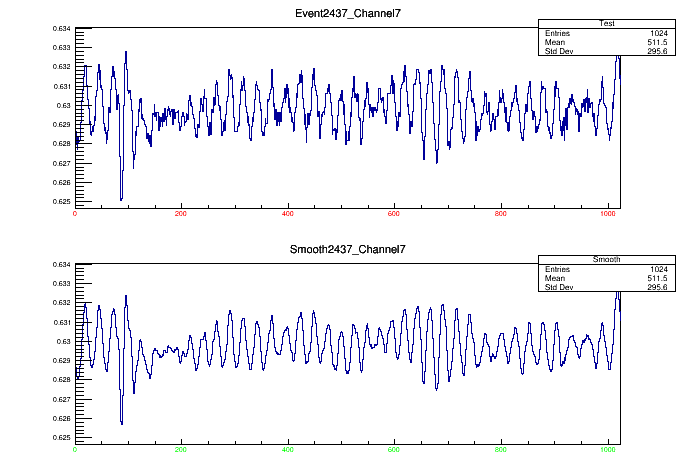 Event2437_Channel7
Test
Entries 1024
Mean 511.5
Std Dev 295.6
0.634
0.633
0.632
0.631
0.63
0.629
0.628
0.627
0.626
0.625
0 200 400 600 800 1000
Smooth2437_Channel7
Smooth
Entries 1024
Mean 511.5
Std Dev 295.6
0.634
0.633
0.632
0.631
0.63
0.629
0.628
0.627
0.626
0.625
0 200 400 600 800 1000